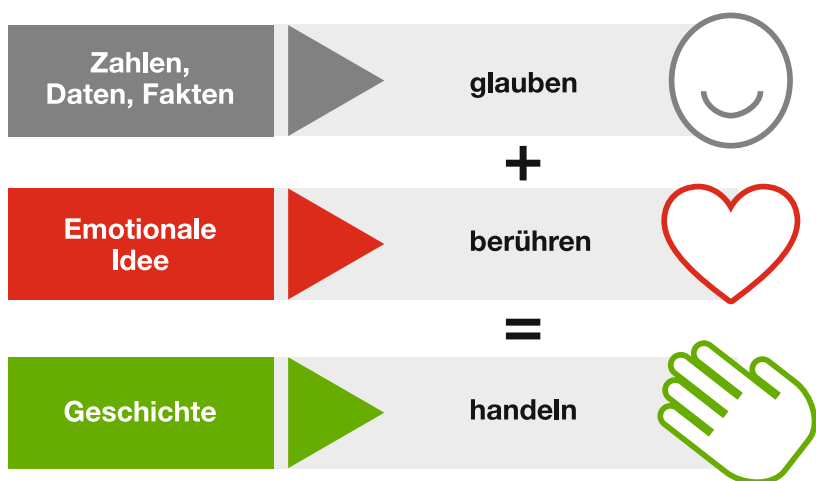 Zahlen,
Daten, Fakten
glauben
+
Emotionale
Idee
berühren
=
Geschichte
handeln